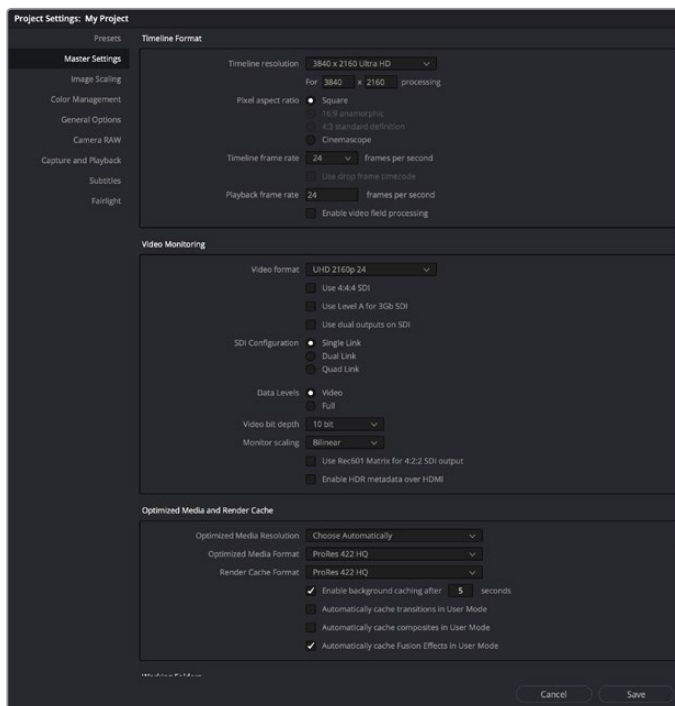 Project Settings: My Project
Presets
Master Settings
Image Scaling
Color Management
General Options
Camera RAW
Capture and Playback
Subtitles
Fairlight
Timeline Format
Timeline resolution 3840 x 2160 Ultra HD
For 3840 x 2160 processing
Pixel aspect ratio Square
16:9 anamorphic
4:3 standard definition
Cinemascope
Timeline frame rate 24 frames per second
Use drop frame timecode
Playback frame rate 24 frames per second
Enable video field processing
Video Monitoring
Video format UHD 2160p 24
Use 4:4:4 SDI
Use Level A for 3Gb SDI
Use dual outputs on SDI
SDI Configuration Single Link
Dual Link
Quad Link
Data Levels Video
Full
Video bit depth 10 bit
Monitor scaling Bilinear
Use Rec601 Matrix for 4:2:2 SDI output
Enable HDR metadata over HDMI
Optimized Media and Render Cache
Optimized Media Resolution Choose Automatically
Optimized Media Format ProRes 422 HQ
Render Cache Format ProRes 422 HQ
Enable background caching after 5 seconds
Automatically cache transitions in User Mode
Automatically cache composites in User Mode
Automatically cache Fusion Effects in User Mode
Working Folders
Cancel Save